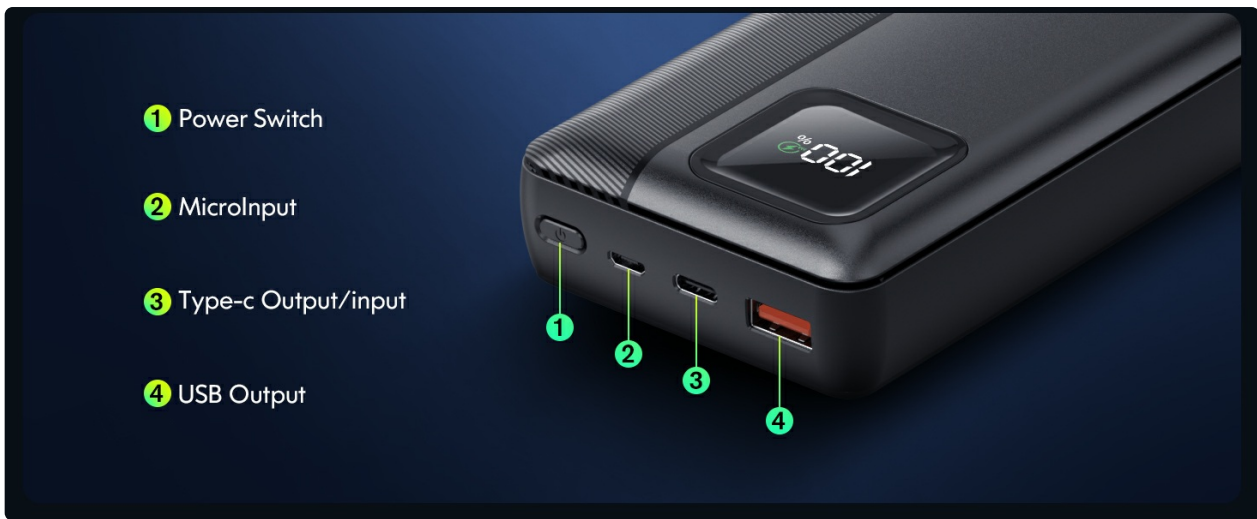 1 Power Switch
2 MicroInput
3 Type-c Output/input
4 USB Output
100%
1
2
3
4